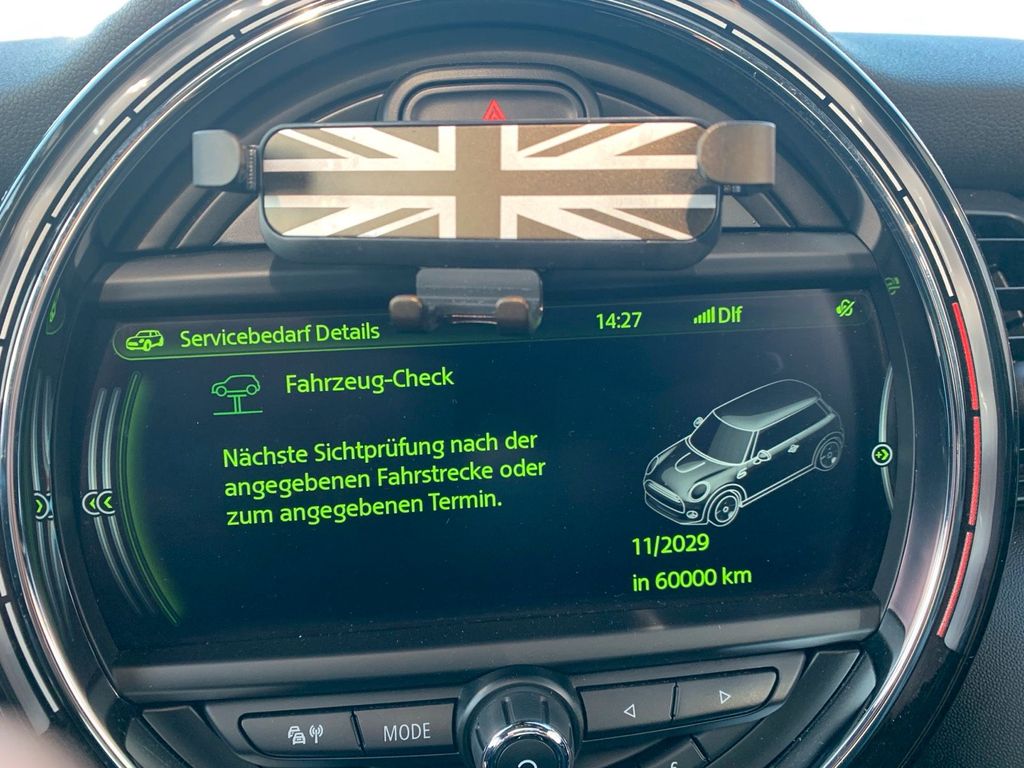 Servicebedarf Details
14:27
Dlf
Fahrzeug-Check
Nächste Sichtprüfung nach der
angegebenen Fahrstrecke oder
zum angegebenen Termin.
11/2029
in 60000 km
MODE